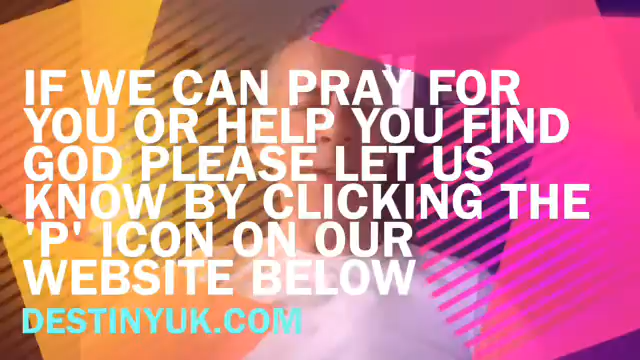 IF WE CAN PRAY FOR
YOU OR HELP YOU FIND
GOD PLEASE LET US
KNOW BY CLICKING THE
'P' ICON ON OUR
WEBSITE BELOW
DESTINYUK.COM